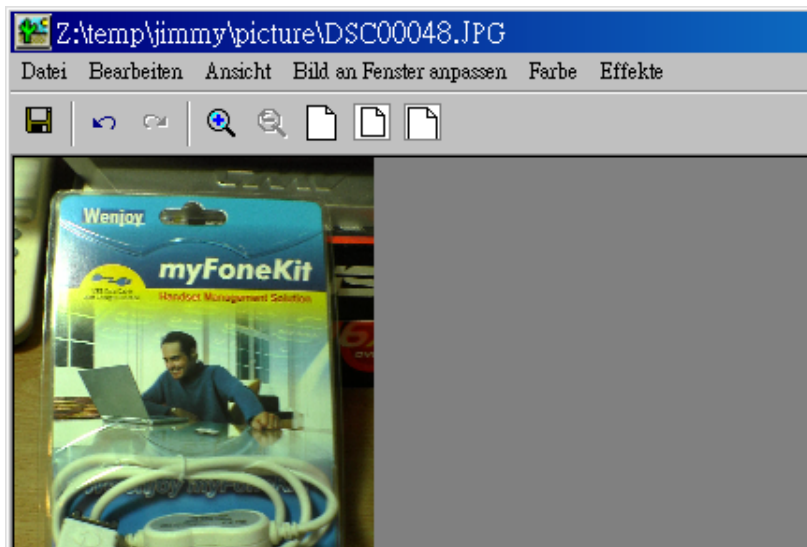 Z:\temp\jimmy\picture\DSC00048.JPG
Datei Bearbeiten Ansicht Bild an Fenster anpassen Farbe Effekte
Wenjoy
myFoneKit
Handset Management Solution